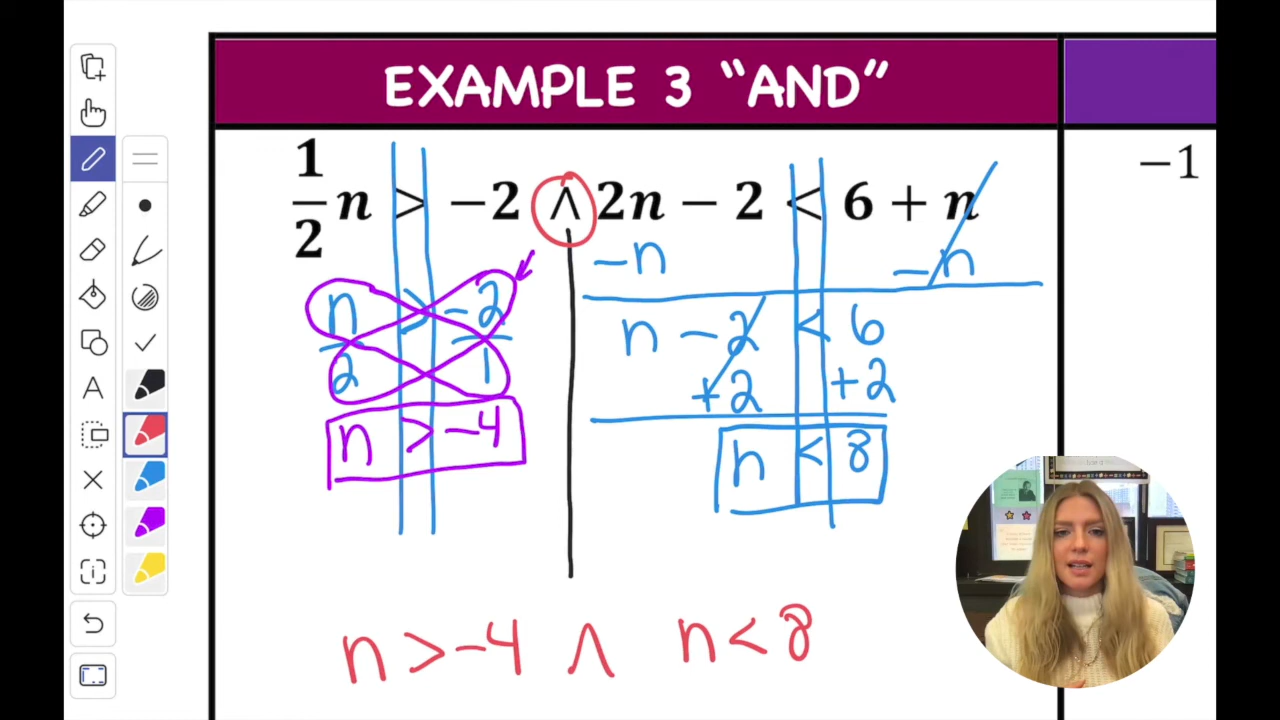 EXAMPLE 3 “AND”
1/2 n > −2 ∧ 2n − 2 < 6 + n
−1
−n −n
n/2 > −2/1
n − 2 < 6
+2 +2
n > −4
n < 8
n > −4 ∧ n < 8
A